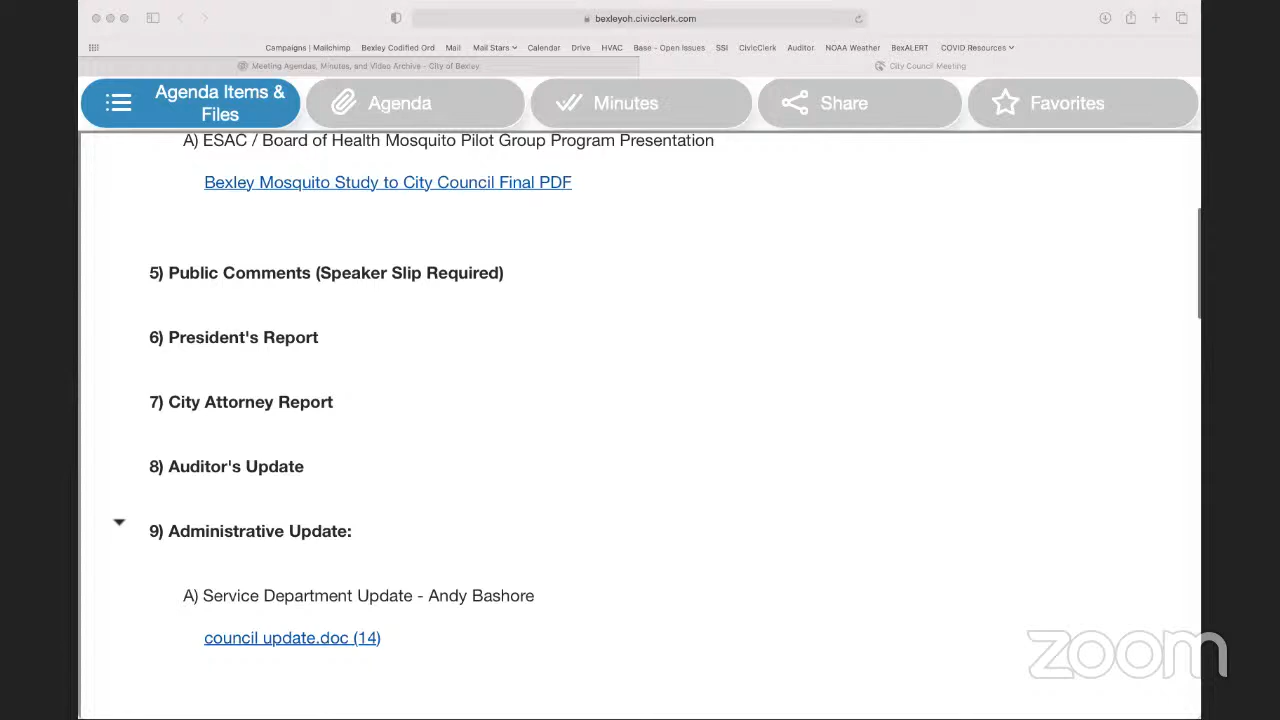 bexleyoh.civicclerk.com
Campaigns | Mailchimp Bexley Codified Ord Mail Mail Stars Calendar Drive HVAC Base - Open Issues SSI CivicClerk Auditor NOAA Weather BexALERT COVID Resources
Meeting Agendas, Minutes, and Video Archive - City of Bexley City Council Meeting
Agenda Items &
Files
Agenda
Minutes
Share
Favorites
A) ESAC / Board of Health Mosquito Pilot Group Program Presentation
Bexley Mosquito Study to City Council Final PDF
5) Public Comments (Speaker Slip Required)
6) President's Report
7) City Attorney Report
8) Auditor's Update
9) Administrative Update:
A) Service Department Update - Andy Bashore
council update.doc (14)
zoom